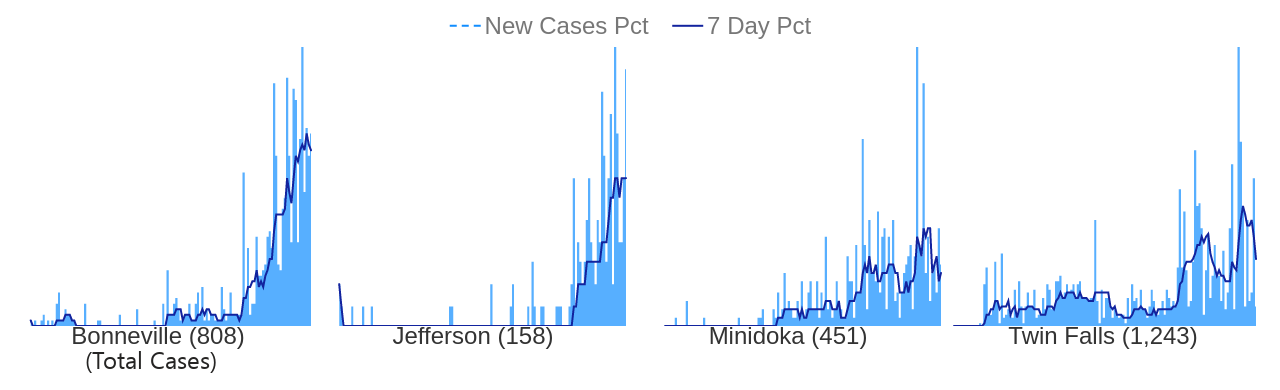 New Cases Pct 7 Day Pct
Bonneville (808) Jefferson (158) Minidoka (451) Twin Falls (1,243)
(Total Cases)